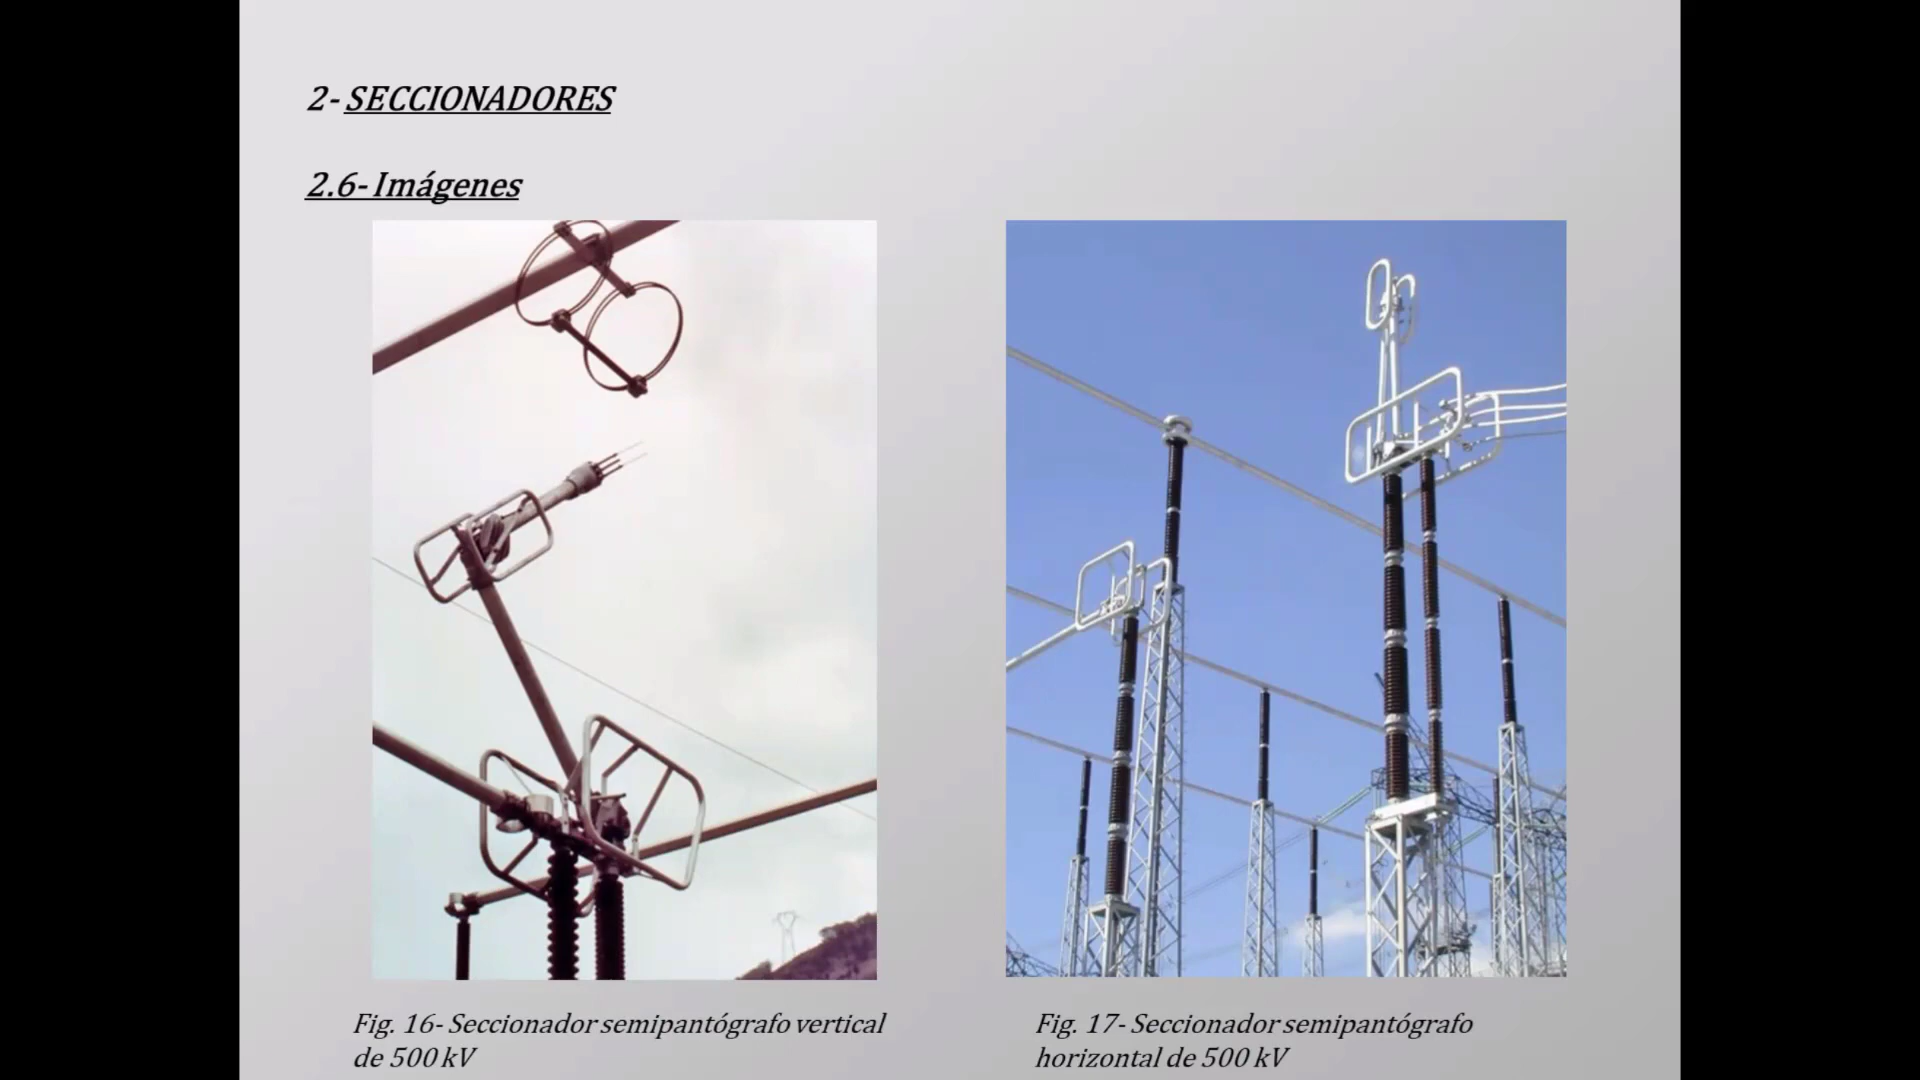 2- SECCIONADORES
2.6- Imágenes
Fig. 16- Seccionador semipantógrafo vertical
de 500 kV
Fig. 17- Seccionador semipantógrafo
horizontal de 500 kV